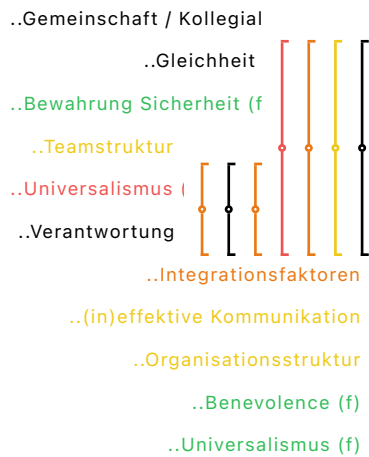 ..Gemeinschaft / Kollegial
..Gleichheit
..Bewahrung Sicherheit (f
..Teamstruktur
..Universalismus (
..Verantwortung
..Integrationsfaktoren
..(in)effektive Kommunikation
..Organisationsstruktur
..Benevolence (f)
..Universalismus (f)